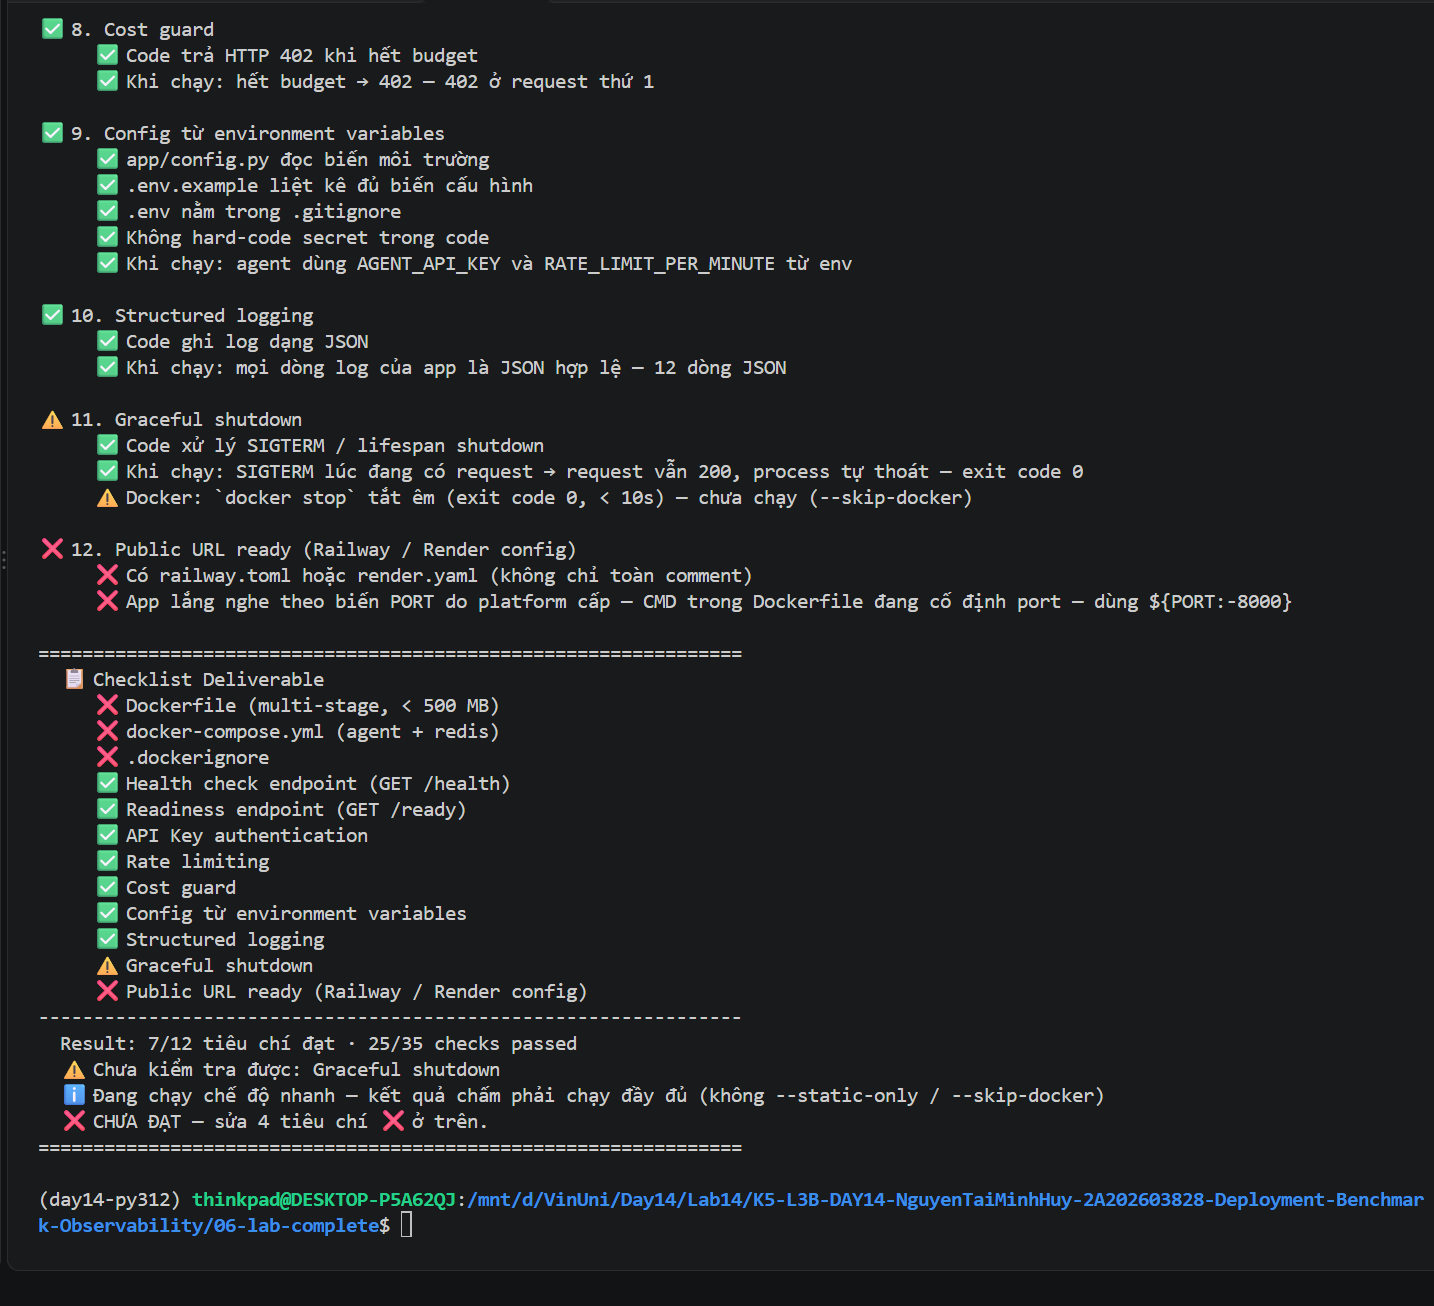 ✅ 8. Cost guard
✅ Code trả HTTP 402 khi hết budget
✅ Khi chạy: hết budget → 402 — 402 ở request thứ 1
✅ 9. Config từ environment variables
✅ app/config.py đọc biến môi trường
✅ .env.example liệt kê đủ biến cấu hình
✅ .env nằm trong .gitignore
✅ Không hard-code secret trong code
✅ Khi chạy: agent dùng AGENT_API_KEY và RATE_LIMIT_PER_MINUTE từ env
✅ 10. Structured logging
✅ Code ghi log dạng JSON
✅ Khi chạy: mọi dòng log của app là JSON hợp lệ — 12 dòng JSON
⚠️ 11. Graceful shutdown
✅ Code xử lý SIGTERM / lifespan shutdown
✅ Khi chạy: SIGTERM lúc đang có request → request vẫn 200, process tự thoát — exit code 0
⚠️ Docker: `docker stop` tắt êm (exit code 0, < 10s) — chưa chạy (--skip-docker)
❌ 12. Public URL ready (Railway / Render config)
❌ Có railway.toml hoặc render.yaml (không chỉ toàn comment)
❌ App lắng nghe theo biến PORT do platform cấp — CMD trong Dockerfile đang cố định port — dùng ${PORT:-8000}
================================================================
📋 Checklist Deliverable
❌ Dockerfile (multi-stage, < 500 MB)
❌ docker-compose.yml (agent + redis)
❌ .dockerignore
✅ Health check endpoint (GET /health)
✅ Readiness endpoint (GET /ready)
✅ API Key authentication
✅ Rate limiting
✅ Cost guard
✅ Config từ environment variables
✅ Structured logging
⚠️ Graceful shutdown
❌ Public URL ready (Railway / Render config)
----------------------------------------------------------------
Result: 7/12 tiêu chí đạt · 25/35 checks passed
⚠️ Chưa kiểm tra được: Graceful shutdown
ℹ️ Đang chạy chế độ nhanh — kết quả chấm phải chạy đầy đủ (không --static-only / --skip-docker)
❌ CHƯA ĐẠT — sửa 4 tiêu chí ❌ ở trên.
================================================================
(day14-py312) thinkpad@DESKTOP-P5A62QJ:/mnt/d/VinUni/Day14/Lab14/K5-L3B-DAY14-NguyenTaiMinhHuy-2A202603828-Deployment-Benchmar
k-Observability/06-lab-complete$